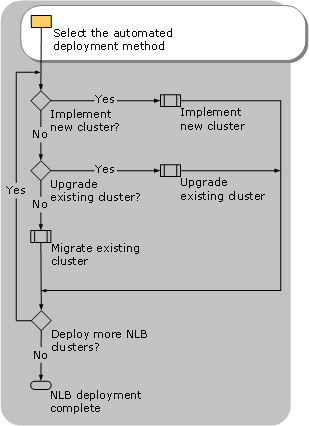 Select the automated
deployment method
Yes
Implement
new cluster?
Implement
new cluster
No
Yes
Yes
Upgrade
existing cluster?
Upgrade
existing cluster
No
Migrate existing
cluster
Deploy more NLB
clusters?
No
NLB deployment
complete